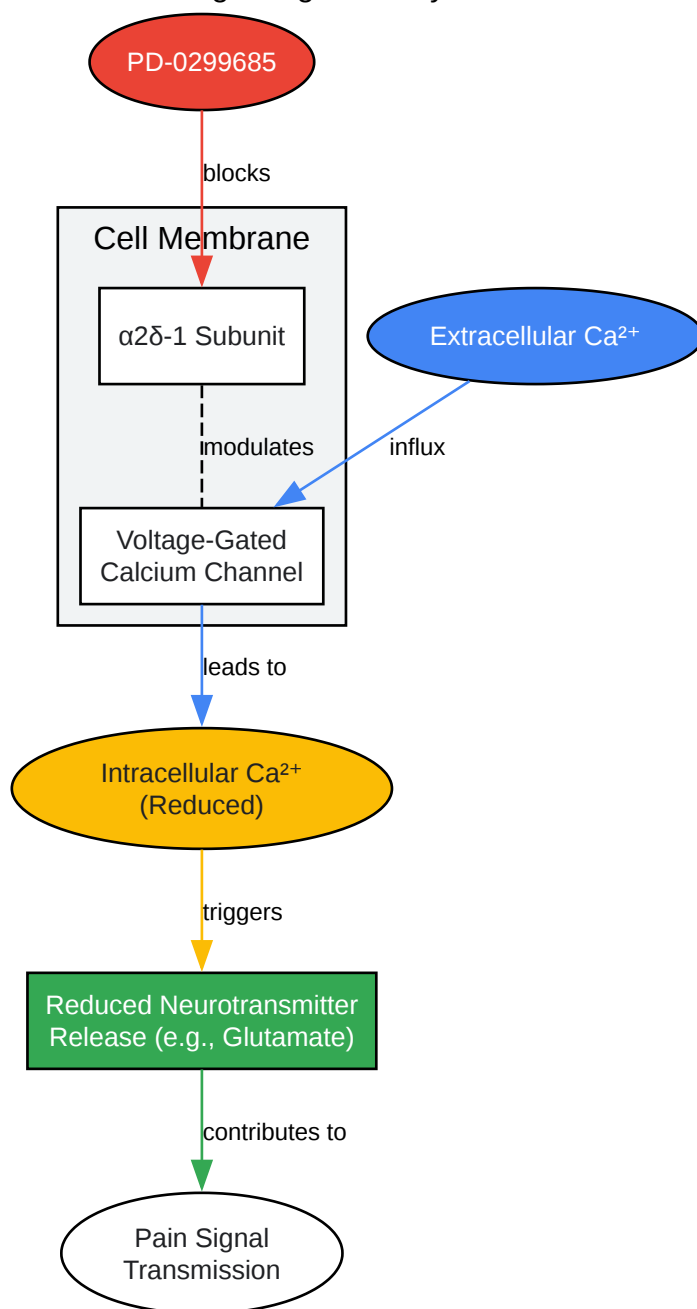 PD-0299685
blocks
Cell Membrane
α2δ-1 Subunit
Extracellular Ca²⁺
modulates
influx
Voltage-Gated
Calcium Channel
leads to
Intracellular Ca²⁺
(Reduced)
triggers
Reduced Neurotransmitter
Release (e.g., Glutamate)
contributes to
Pain Signal
Transmission